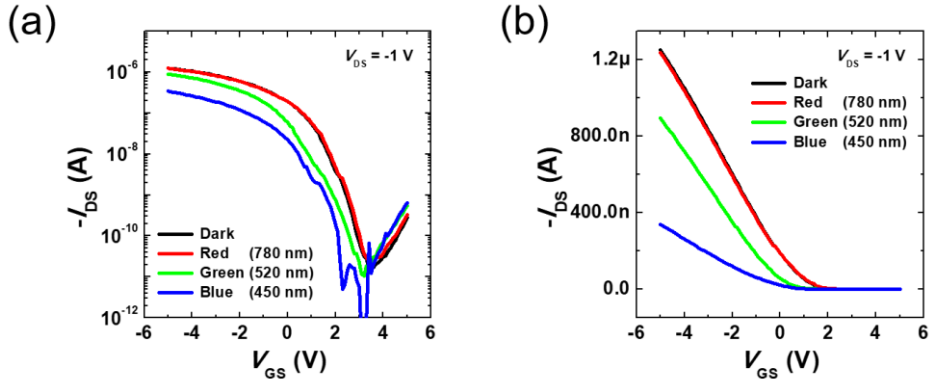 (a)
V_DS = -1 V
-I_DS (A)
10^-6
10^-8
10^-10
10^-12
Dark
Red (780 nm)
Green (520 nm)
Blue (450 nm)
-6 -4 -2 0 2 4 6
V_GS (V)
(b)
V_DS = -1 V
-I_DS (A)
1.2µ
800.0n
400.0n
0.0
Dark
Red (780 nm)
Green (520 nm)
Blue (450 nm)
-6 -4 -2 0 2 4 6
V_GS (V)